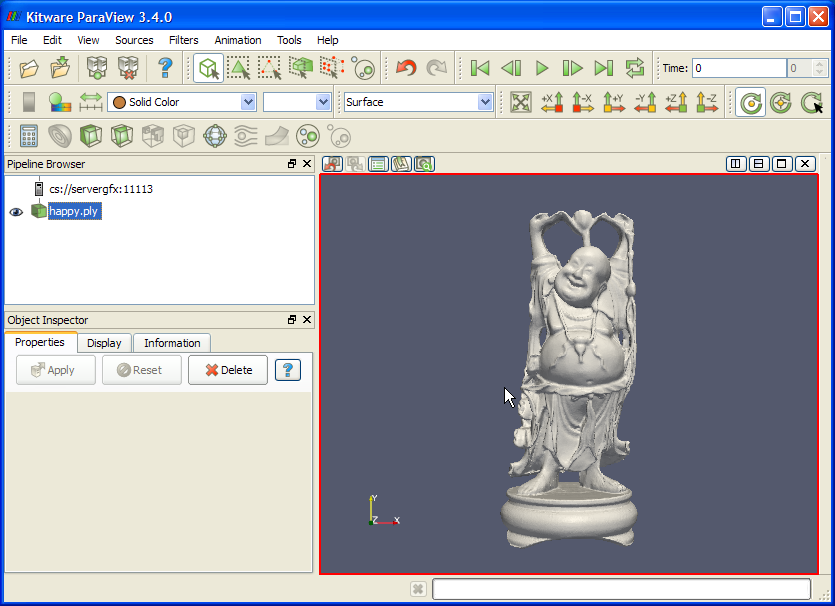 Kitware ParaView 3.4.0
File Edit View Sources Filters Animation Tools Help
?
Time: 0 0
Solid Color Surface +X -X +Y -Y +Z -Z
Pipeline Browser
cs://servergfx:11113
happy.ply
Object Inspector
Properties Display Information
Apply Reset Delete ?
Y
Z X